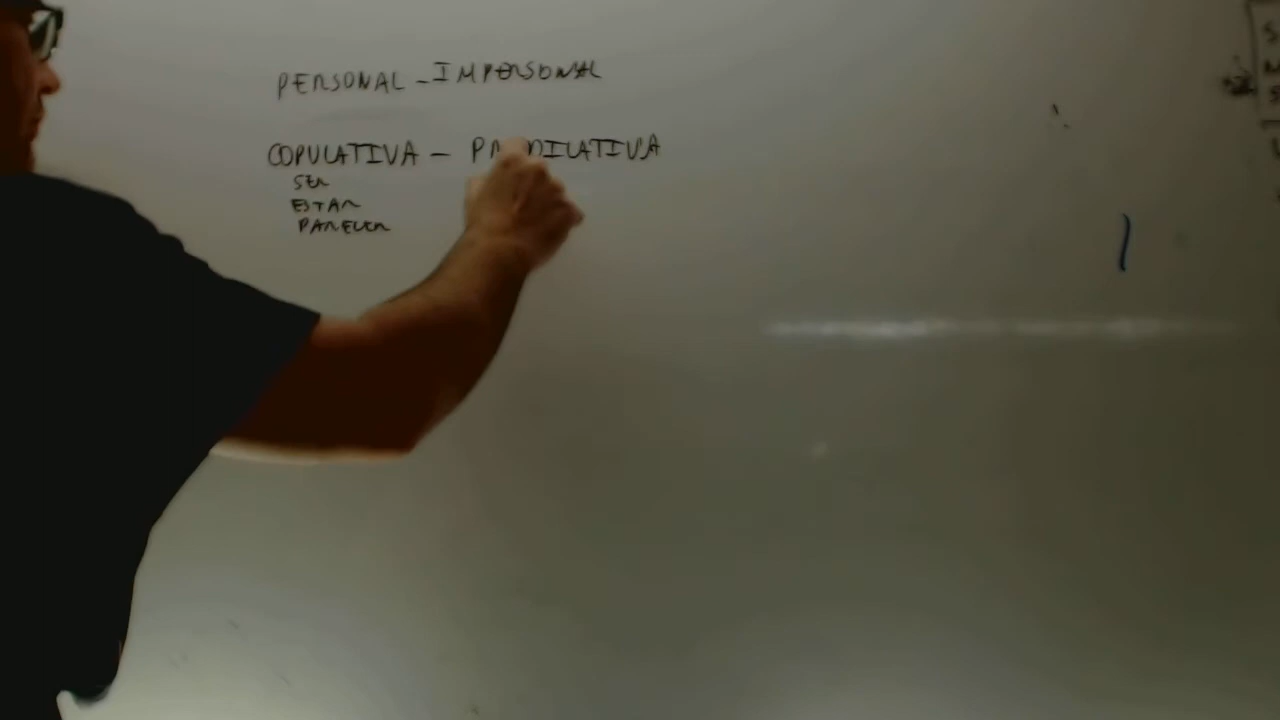 PERSONAL - IMPERSONAL
COPULATIVA - PREDICATIVA
SER
ESTAR
PARECER